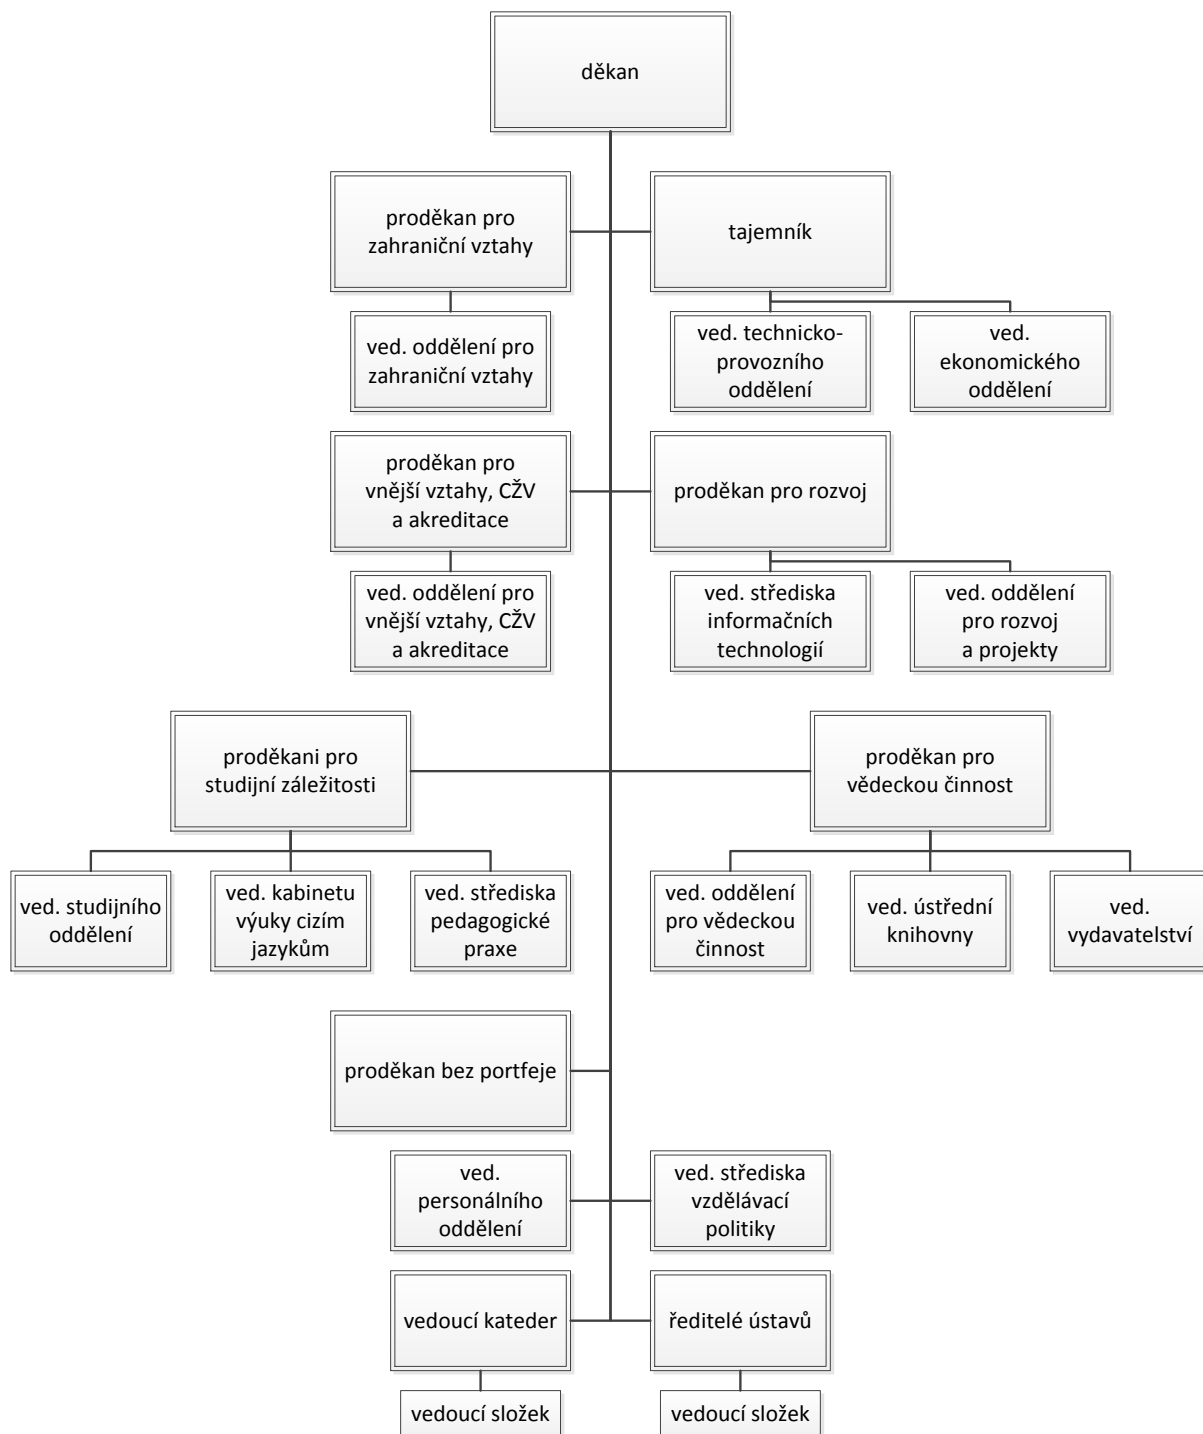 děkan
proděkan pro
zahraniční vztahy
tajemník
ved. oddělení pro
zahraniční vztahy
ved. technicko-
provozního
oddělení
ved.
ekonomického
oddělení
proděkan pro
vnější vztahy, CŽV
a akreditace
proděkan pro rozvoj
ved. oddělení pro
vnější vztahy, CŽV
a akreditace
ved. střediska
informačních
technologií
ved. oddělení
pro rozvoj
a projekty
proděkani pro
studijní záležitosti
proděkan pro
vědeckou činnost
ved. studijního
oddělení
ved. kabinetu
výuky cizím
jazykům
ved. střediska
pedagogické
praxe
ved. oddělení
pro vědeckou
činnost
ved. ústřední
knihovny
ved.
vydavatelství
proděkan bez portfeje
ved.
personálního
oddělení
ved. střediska
vzdělávací
politiky
vedoucí kateder
ředitelé ústavů
vedoucí složek
vedoucí složek